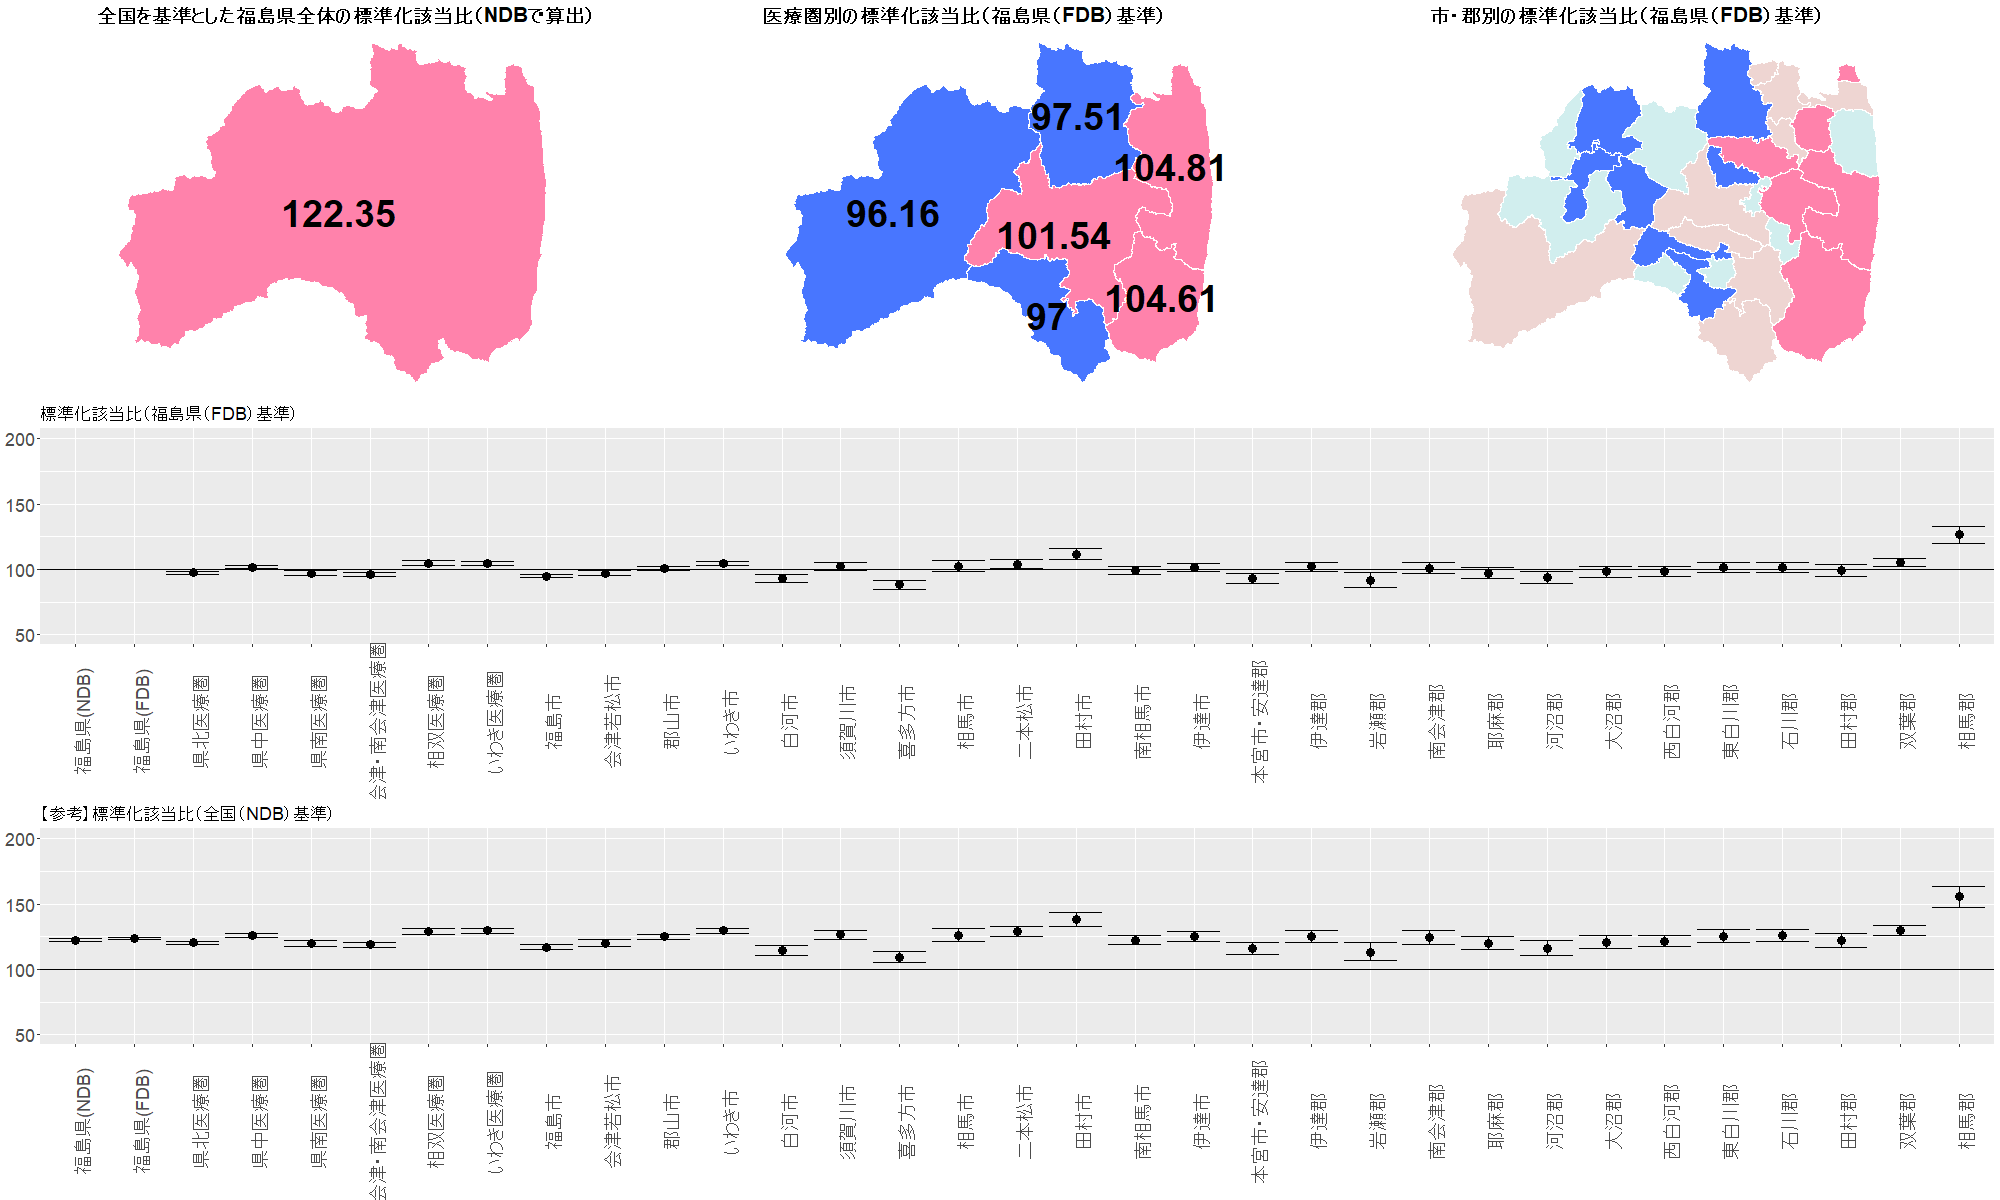 全国を基準とした福島県全体の標準化該当比（NDBで算出）
医療圏別の標準化該当比（福島県（FDB）基準）
市・郡別の標準化該当比（福島県（FDB）基準）
122.35
97.51
104.81
96.16
101.54
104.61
97
標準化該当比（福島県（FDB）基準）
200
150
100
50
福島県(NDB)
福島県(FDB)
県北医療圏
県中医療圏
県南医療圏
会津・南会津医療圏
相双医療圏
いわき医療圏
福島市
会津若松市
郡山市
いわき市
白河市
須賀川市
喜多方市
相馬市
二本松市
田村市
南相馬市
伊達市
本宮市・安達郡
伊達郡
岩瀬郡
南会津郡
耶麻郡
河沼郡
大沼郡
西白河郡
東白川郡
石川郡
田村郡
双葉郡
相馬郡
【参考】標準化該当比（全国（NDB）基準）
200
150
100
50
福島県(NDB)
福島県(FDB)
県北医療圏
県中医療圏
県南医療圏
会津・南会津医療圏
相双医療圏
いわき医療圏
福島市
会津若松市
郡山市
いわき市
白河市
須賀川市
喜多方市
相馬市
二本松市
田村市
南相馬市
伊達市
本宮市・安達郡
伊達郡
岩瀬郡
南会津郡
耶麻郡
河沼郡
大沼郡
西白河郡
東白川郡
石川郡
田村郡
双葉郡
相馬郡